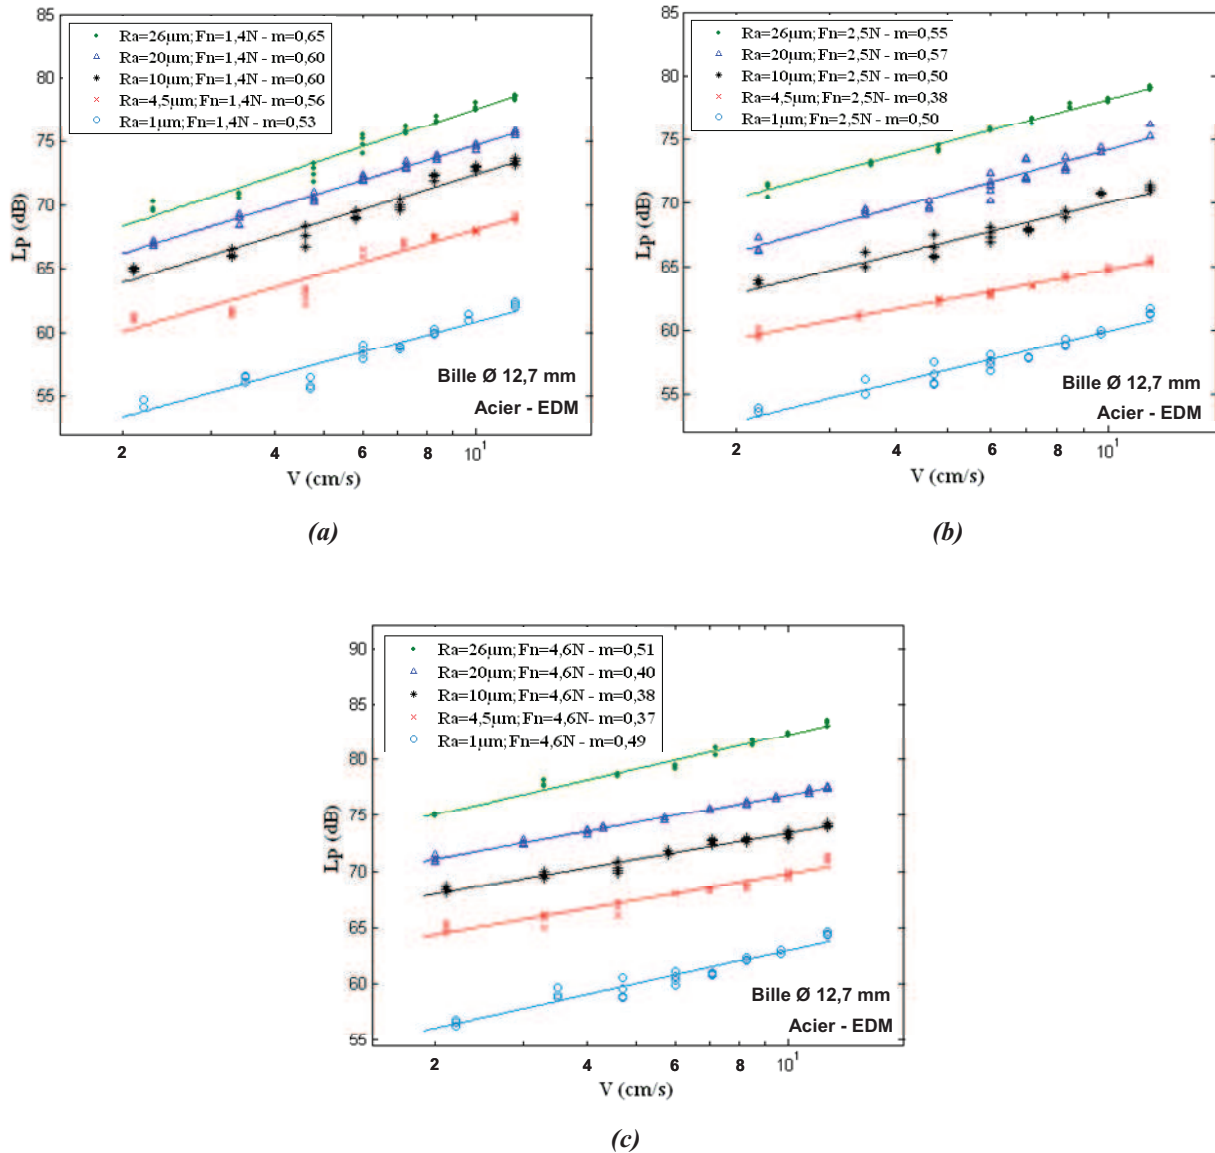 Ra=26µm; Fn=1,4N - m=0,65
Ra=20µm; Fn=1,4N - m=0,60
Ra=10µm; Fn=1,4N - m=0,60
Ra=4,5µm; Fn=1,4N- m=0,56
Ra=1µm; Fn=1,4N - m=0,53
85
80
75
70
65
60
55
Lp (dB)
Bille Ø 12,7 mm
Acier - EDM
2 4 6 8 10¹
V (cm/s)
(a)
Ra=26µm; Fn=2,5N - m=0,55
Ra=20µm; Fn=2,5N - m=0,57
Ra=10µm; Fn=2,5N - m=0,50
Ra=4,5µm; Fn=2,5N - m=0,38
Ra=1µm; Fn=2,5N - m=0,50
85
80
75
70
65
60
55
Lp (dB)
Bille Ø 12,7 mm
Acier - EDM
2 4 6 8 10¹
V (cm/s)
(b)
Ra=26µm; Fn=4,6N - m=0,51
Ra=20µm; Fn=4,6N - m=0,40
Ra=10µm; Fn=4,6N - m=0,38
Ra=4,5µm; Fn=4,6N- m=0,37
Ra=1µm; Fn=4,6N - m=0,49
90
85
80
75
70
65
60
55
Lp (dB)
Bille Ø 12,7 mm
Acier - EDM
2 4 6 8 10¹
V (cm/s)
(c)